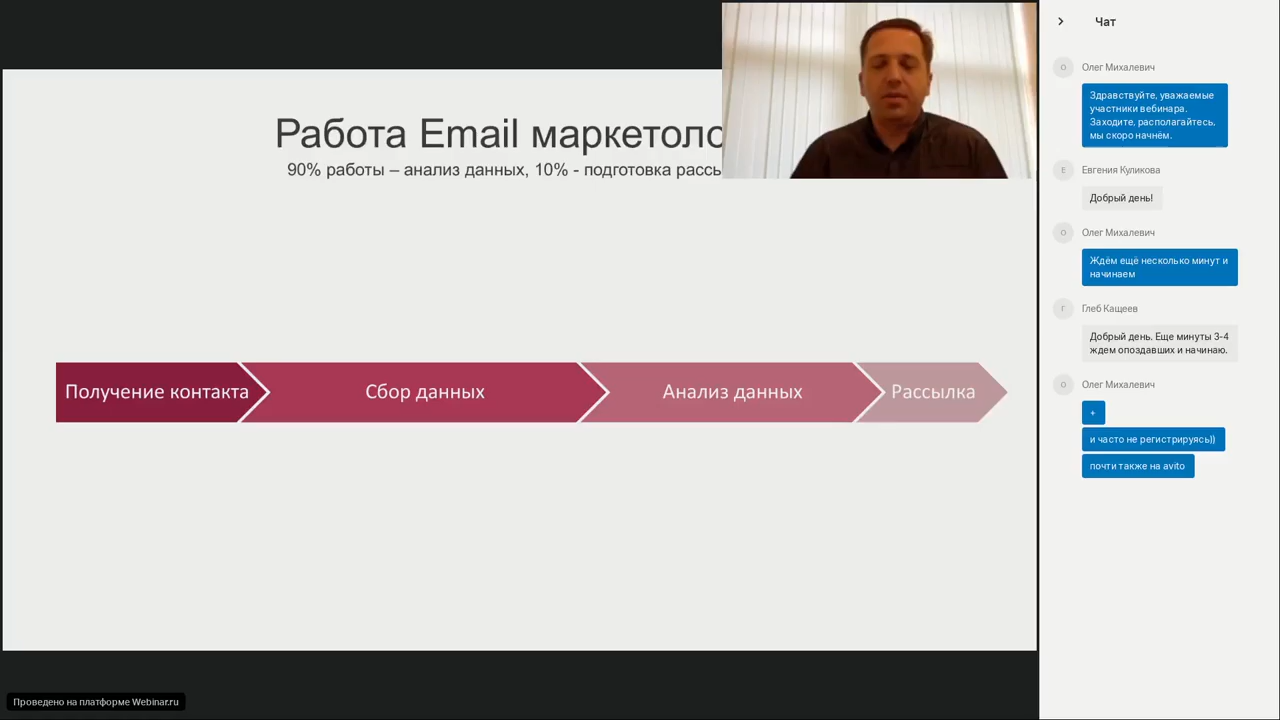 Работа Email
90% работы – анализ данных, 10% - подготовка
Получение контакта
Сбор данных
Анализ данных
Рассылка
Проведено на платформе Webinar.ru
Чат
О
Олег Михалевич
Здравствуйте, уважаемые
участники вебинара.
Заходите, располагайтесь,
мы скоро начнём.
Е
Евгения Куликова
Добрый день!
О
Олег Михалевич
Ждём ещё несколько минут и
начинаем
Г
Глеб Кащеев
Добрый день. Еще минуты 3-4
ждем опоздавших и начинаю.
О
Олег Михалевич
+
и часто не регистрируясь))
почти также на avito